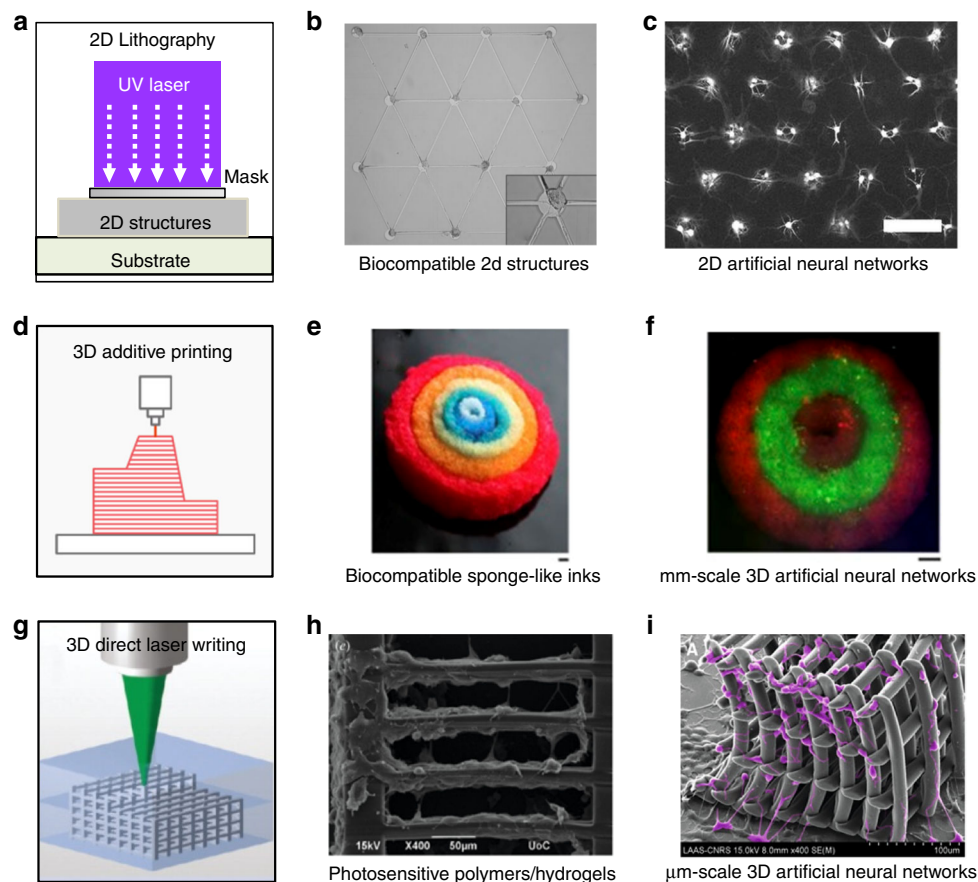 a
2D Lithography
UV laser
Mask
2D structures
Substrate
b
Biocompatible 2d structures
c
2D artificial neural networks
d
3D additive printing
e
Biocompatible sponge-like inks
f
mm-scale 3D artificial neural networks
g
3D direct laser writing
h
(c)
15kV X400 50µm UoC
Photosensitive polymers/hydrogels
i
A
LAAS-CNRS 15.0kV 8.0mm x400 SE(M) 100um
µm-scale 3D artificial neural networks